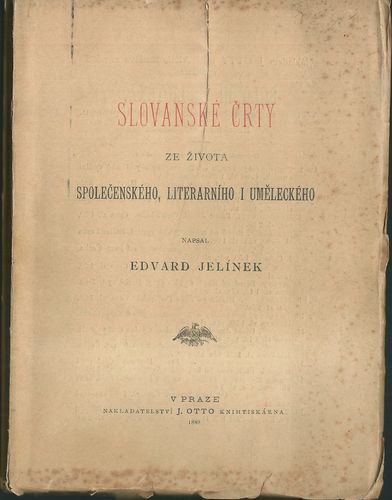 SLOVANSKÉ ČRTY
ZE ŽIVOTA
SPOLEČENSKÉHO, LITERARNÍHO I UMĚLECKÉHO
NAPSAL
EDVARD JELÍNEK
V PRAZE
NAKLADATELSTVÍ J. OTTO KNIHTISKÁRNA